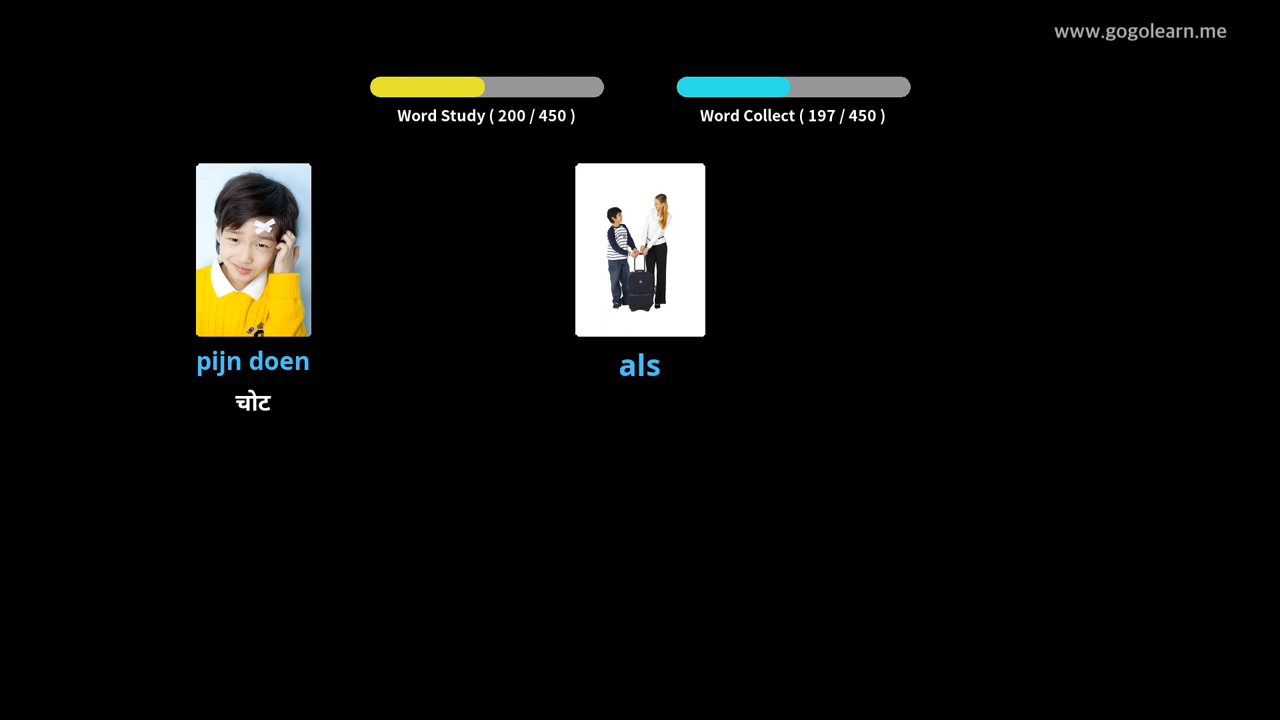 www.gogolearn.me
Word Study ( 200 / 450 )
Word Collect ( 197 / 450 )
pijn doen
als
चोट